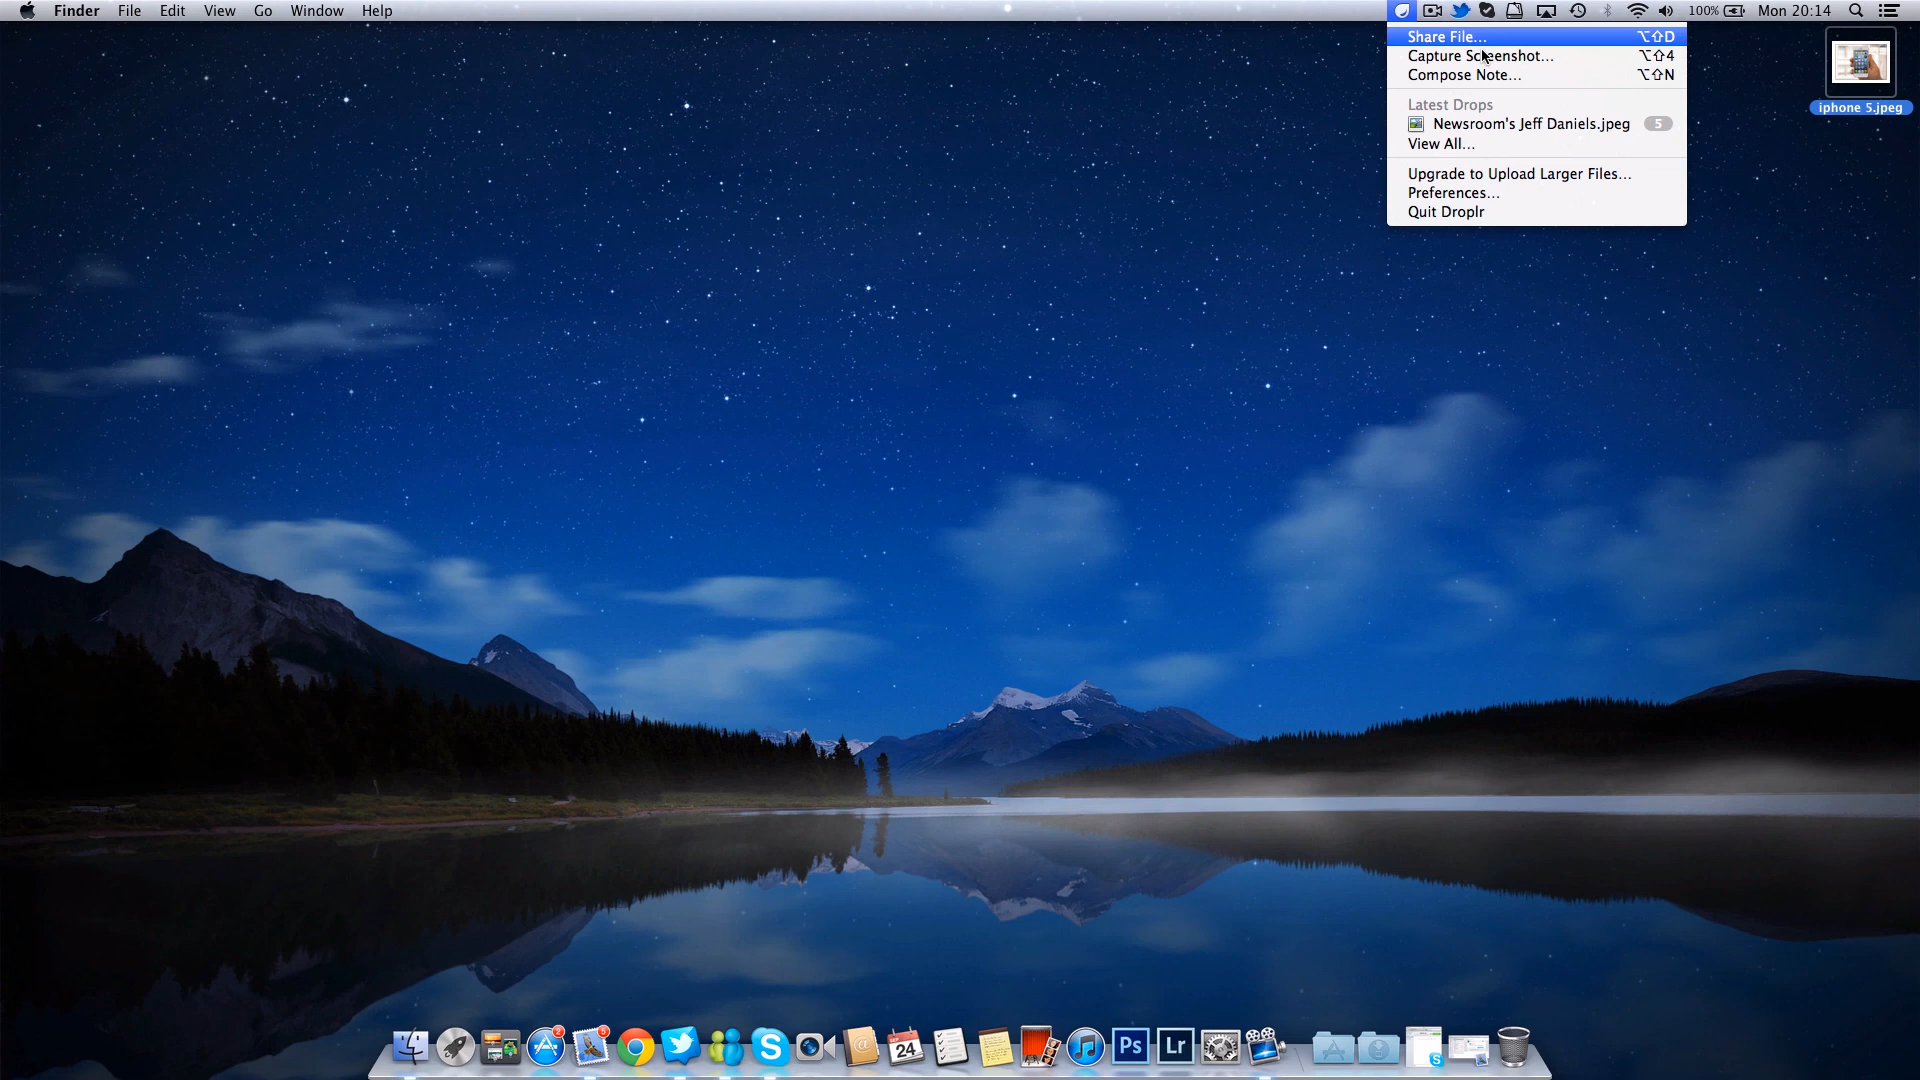 Finder File Edit View Go Window Help 100% Mon 20:14
Share File... ⌥⇧D
Capture Screenshot... ⌥⇧4
Compose Note... ⌥⇧N
Latest Drops
Newsroom's Jeff Daniels.jpeg 5
View All...
Upgrade to Upload Larger Files...
Preferences...
Quit Droplr
iphone 5.jpeg
2
5
24
Ps
Lr